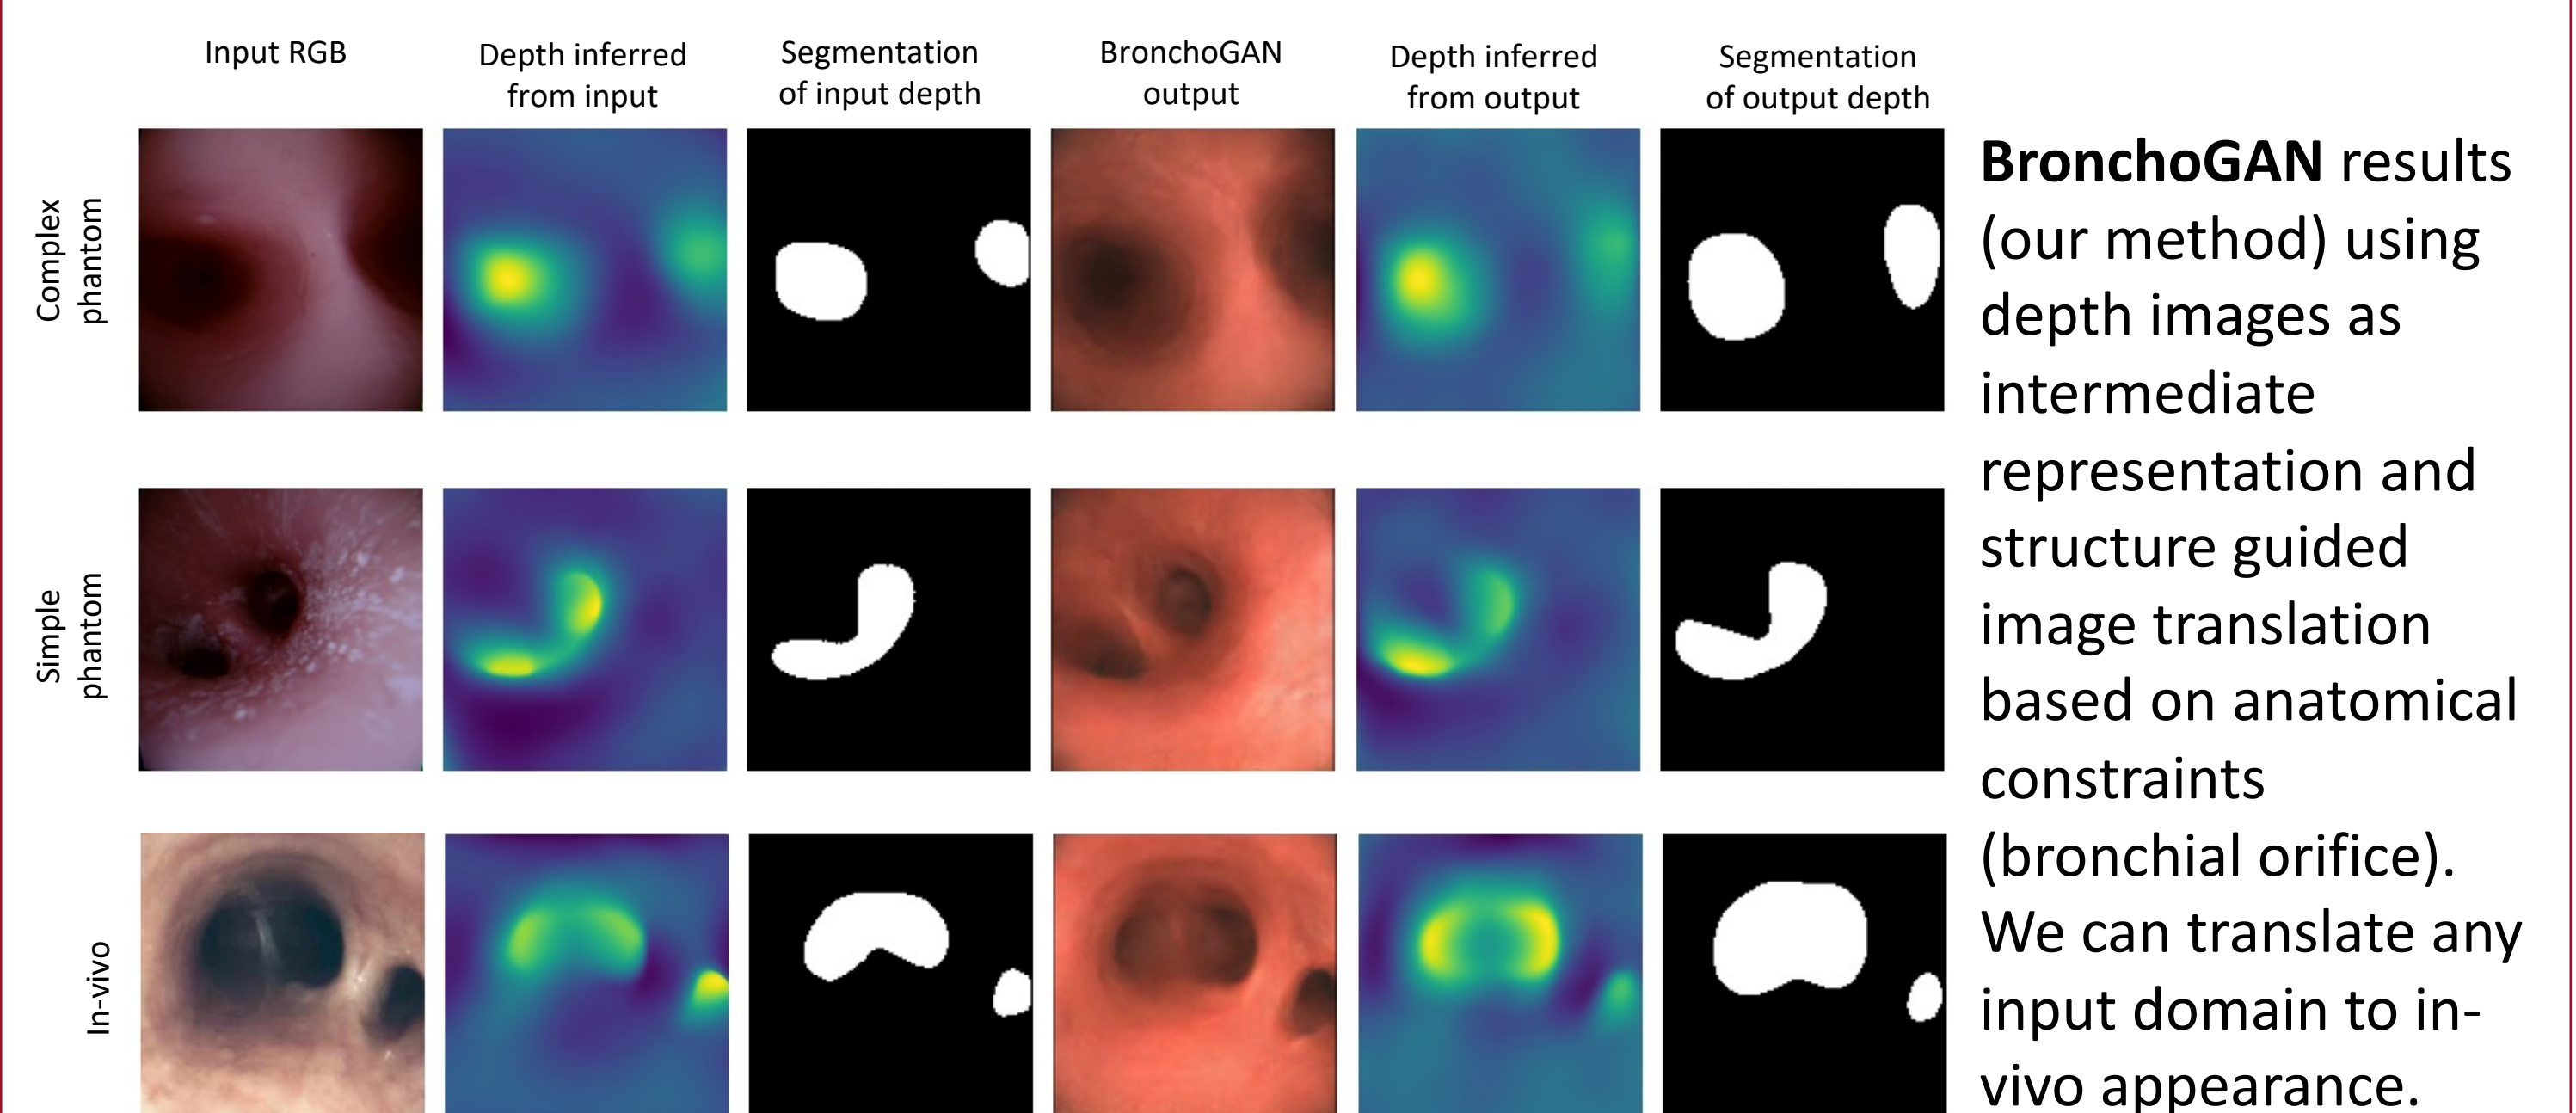 Input RGB
Depth inferred
from input
Segmentation
of input depth
BronchoGAN
output
Depth inferred
from output
Segmentation
of output depth
Complex
phantom
Simple
phantom
In-vivo
BronchoGAN results
(our method) using
depth images as
intermediate
representation and
structure guided
image translation
based on anatomical
constraints
(bronchial orifice).
We can translate any
input domain to in-
vivo appearance.